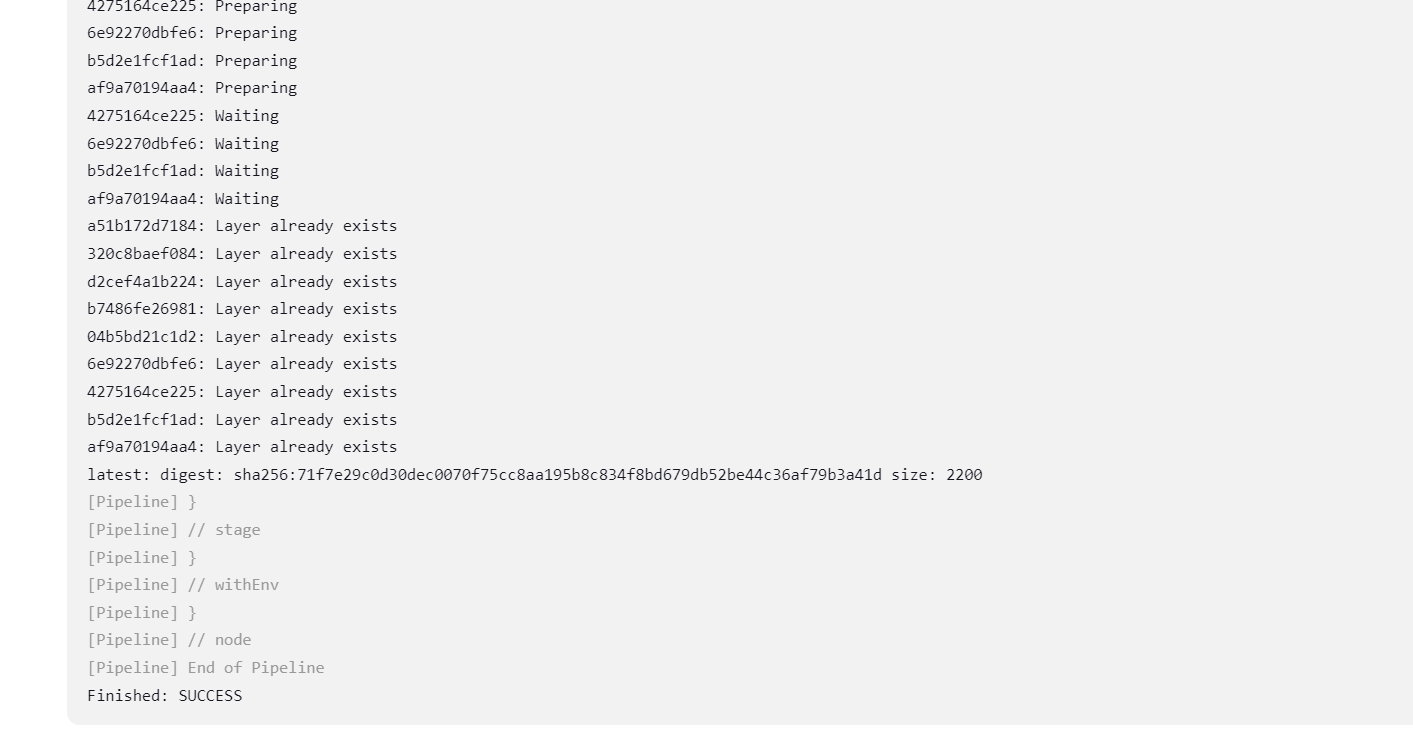 4275164ce225: Preparing
6e92270dbfe6: Preparing
b5d2e1fcf1ad: Preparing
af9a70194aa4: Preparing
4275164ce225: Waiting
6e92270dbfe6: Waiting
b5d2e1fcf1ad: Waiting
af9a70194aa4: Waiting
a51b172d7184: Layer already exists
320c8baef084: Layer already exists
d2cef4a1b224: Layer already exists
b7486fe26981: Layer already exists
04b5bd21c1d2: Layer already exists
6e92270dbfe6: Layer already exists
4275164ce225: Layer already exists
b5d2e1fcf1ad: Layer already exists
af9a70194aa4: Layer already exists
latest: digest: sha256:71f7e29c0d30dec0070f75cc8aa195b8c834f8bd679db52be44c36af79b3a41d size: 2200
[Pipeline] }
[Pipeline] // stage
[Pipeline] }
[Pipeline] // withEnv
[Pipeline] }
[Pipeline] // node
[Pipeline] End of Pipeline
Finished: SUCCESS